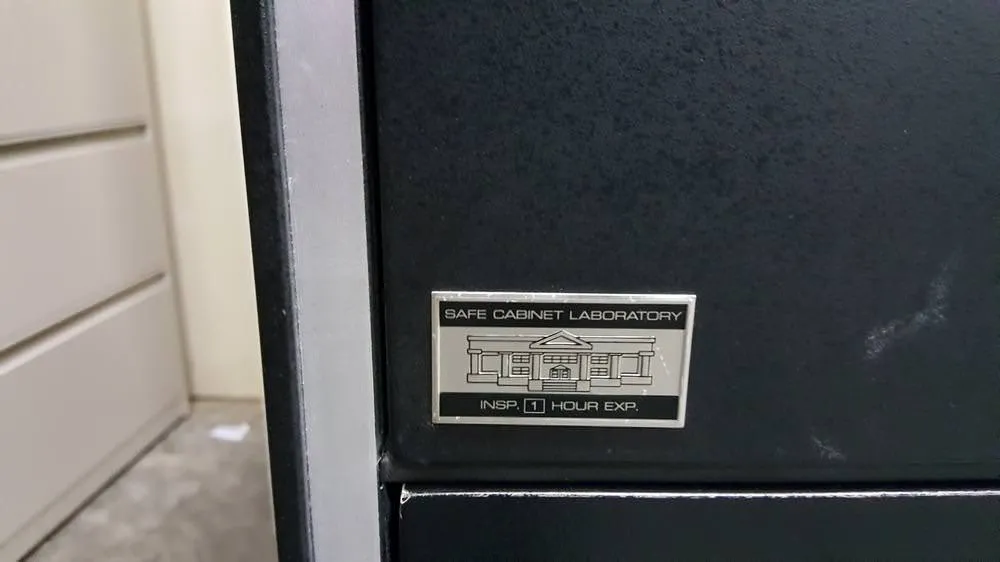 SAFE CABINET LABORATORY
INSP. 1 HOUR EXP.